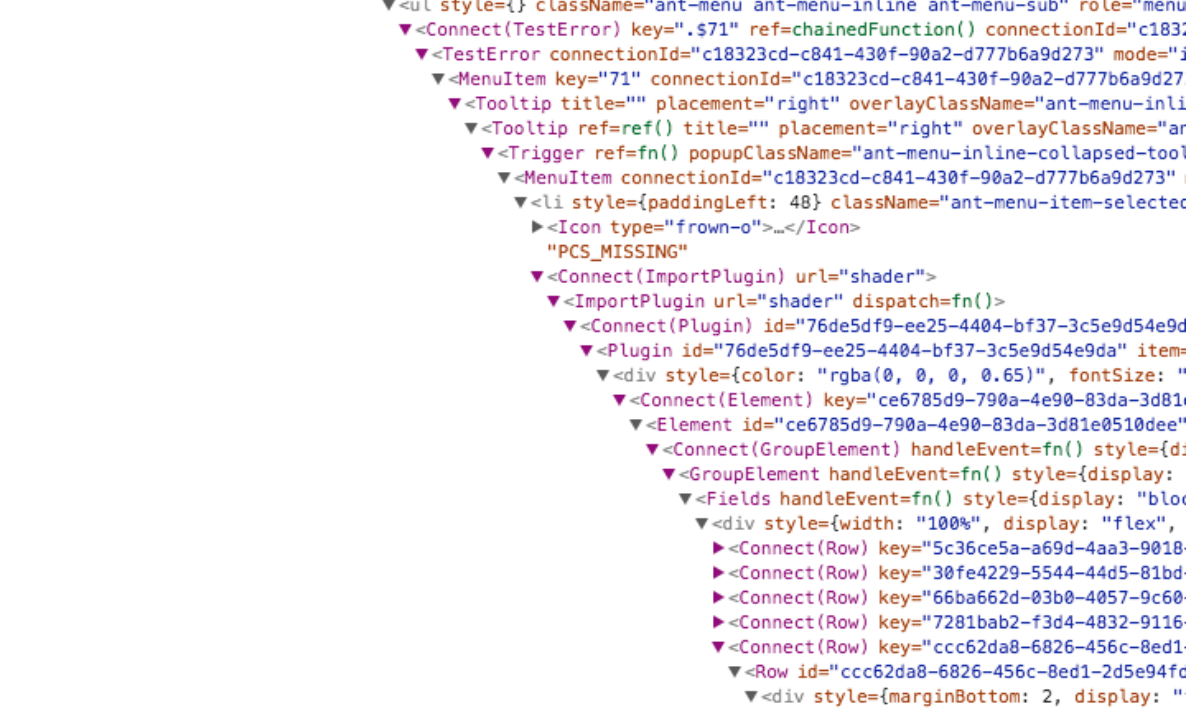 ▼<ul style={} className="ant-menu ant-menu-inline ant-menu-sub" role="menu
▼<Connect(TestError) key=".$71" ref=chainedFunction() connectionId="c1832
▼<TestError connectionId="c18323cd-c841-430f-90a2-d777b6a9d273" mode="i
▼<MenuItem key="71" connectionId="c18323cd-c841-430f-90a2-d777b6a9d27
▼<Tooltip title="" placement="right" overlayClassName="ant-menu-inli
▼<Tooltip ref=ref() title="" placement="right" overlayClassName="an
▼<Trigger ref=fn() popupClassName="ant-menu-inline-collapsed-tool
▼<MenuItem connectionId="c18323cd-c841-430f-90a2-d777b6a9d273"
▼<li style={paddingLeft: 48} className="ant-menu-item-selected
▶<Icon type="frown-o">…</Icon>
"PCS_MISSING"
▼<Connect(ImportPlugin) url="shader">
▼<ImportPlugin url="shader" dispatch=fn()>
▼<Connect(Plugin) id="76de5df9-ee25-4404-bf37-3c5e9d54e9d
▼<Plugin id="76de5df9-ee25-4404-bf37-3c5e9d54e9da" item=
▼<div style={color: "rgba(0, 0, 0, 0.65)", fontSize: "
▼<Connect(Element) key="ce6785d9-790a-4e90-83da-3d81e
▼<Element id="ce6785d9-790a-4e90-83da-3d81e0510dee"
▼<Connect(GroupElement) handleEvent=fn() style={di
▼<GroupElement handleEvent=fn() style={display:
▼<Fields handleEvent=fn() style={display: "bloc
▼<div style={width: "100%", display: "flex",
▶<Connect(Row) key="5c36ce5a-a69d-4aa3-9018-
▶<Connect(Row) key="30fe4229-5544-44d5-81bd-
▶<Connect(Row) key="66ba662d-03b0-4057-9c60-
▶<Connect(Row) key="7281bab2-f3d4-4832-9116-
▼<Connect(Row) key="ccc62da8-6826-456c-8ed1-
▼<Row id="ccc62da8-6826-456c-8ed1-2d5e94fd
▼<div style={marginBottom: 2, display: "